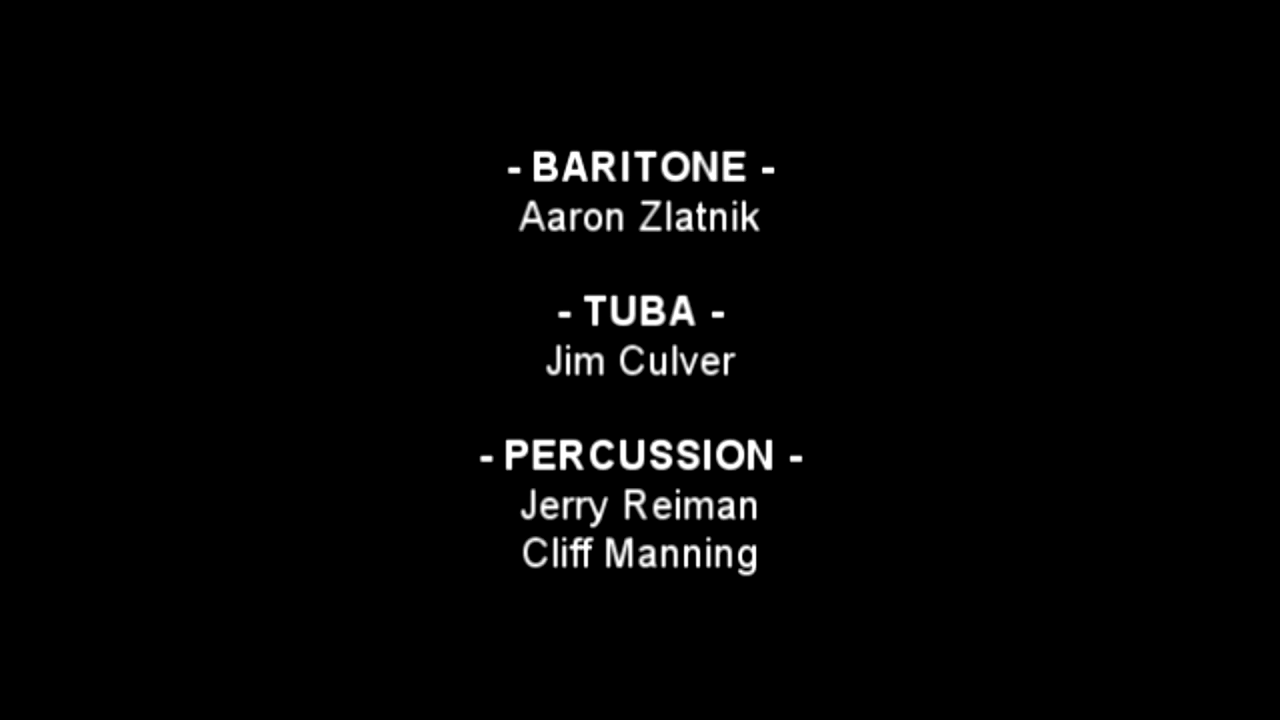 - BARITONE -
Aaron Zlatnik
- TUBA -
Jim Culver
- PERCUSSION -
Jerry Reiman
Cliff Manning